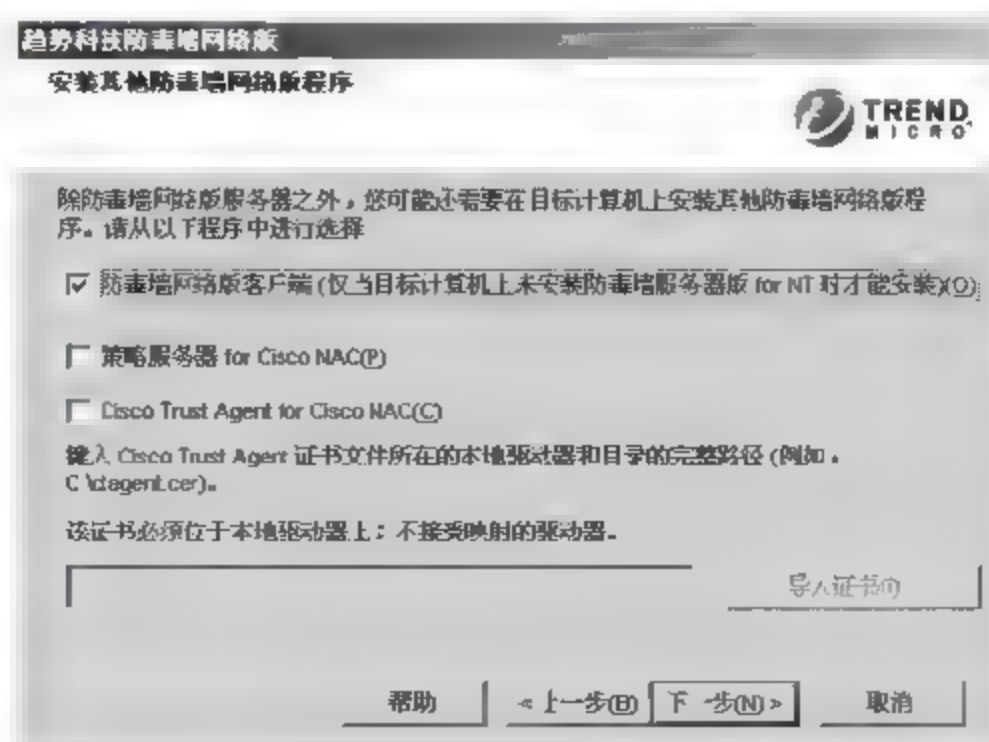 趋势科技防毒墙网络版
安装其他防毒墙网络版程序
TREND
MICRO
除防毒墙网络版服务器之外，您可能还需要在目标计算机上安装其他防毒墙网络版程
序。请从以下程序中进行选择
防毒墙网络版客户端(仅当目标计算机上未安装防毒墙服务器版 for NT 时才能安装)(O)
策略服务器 for Cisco NAC(P)
Cisco Trust Agent for Cisco NAC(C)
键入 Cisco Trust Agent 证书文件所在的本地驱动器和目录的完整路径 (例如，
C:\ctagent.cer)。
该证书必须位于本地驱动器上；不接受映射的驱动器。
导入证书(I)
帮助
< 上一步(B)
下一步(N) >
取消